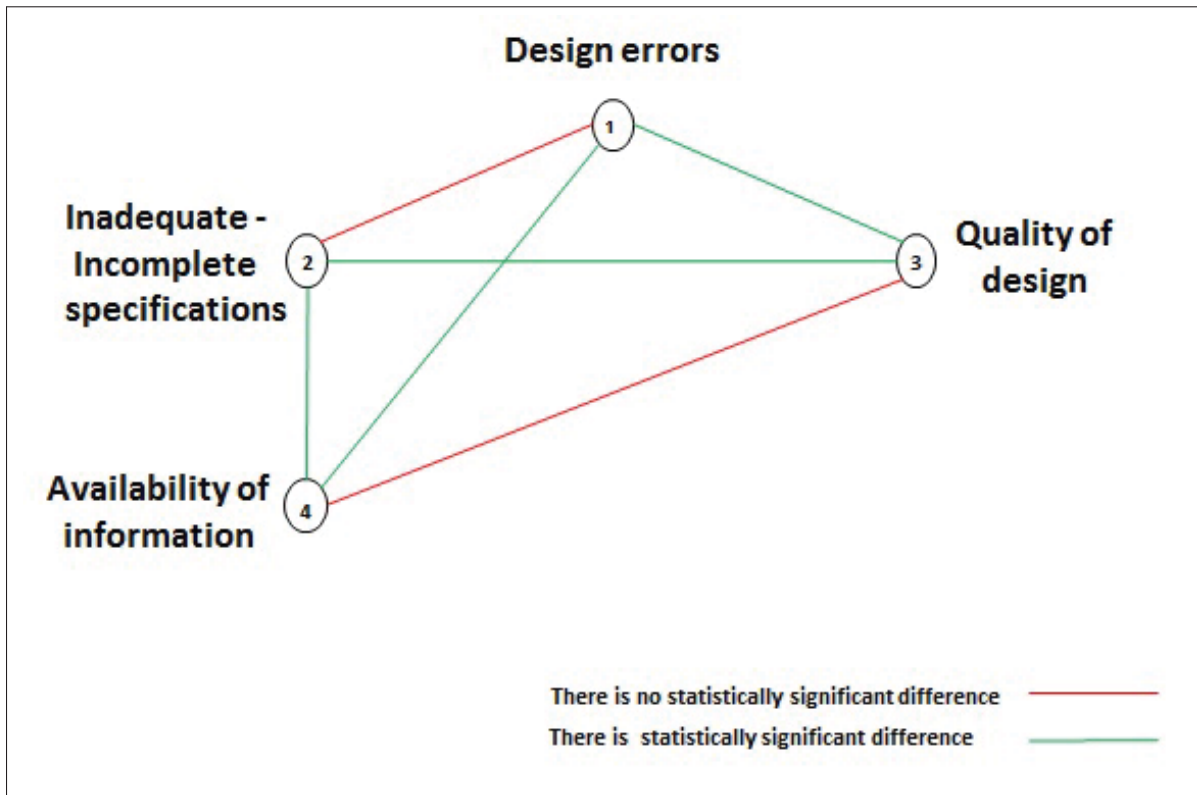 Design errors
1
Inadequate -
Incomplete
specifications
2
3
Quality of
design
Availability of
information
4
There is no statistically significant difference
There is statistically significant difference